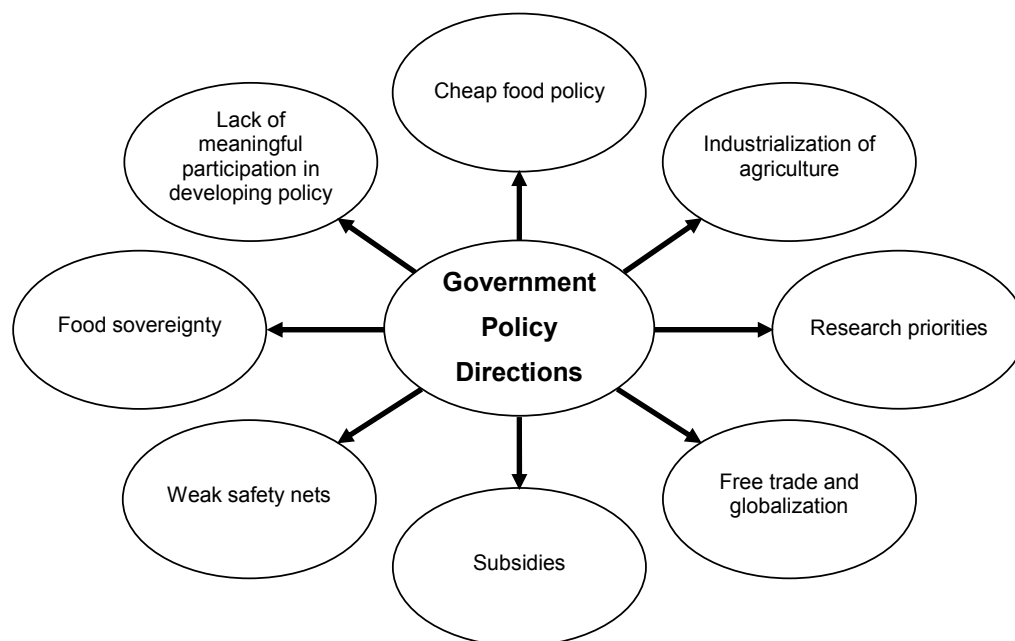 Cheap food policy
Lack of
meaningful
participation in
developing policy
Industrialization of
agriculture
Government
Policy
Directions
Food sovereignty
Research priorities
Weak safety nets
Free trade and
globalization
Subsidies